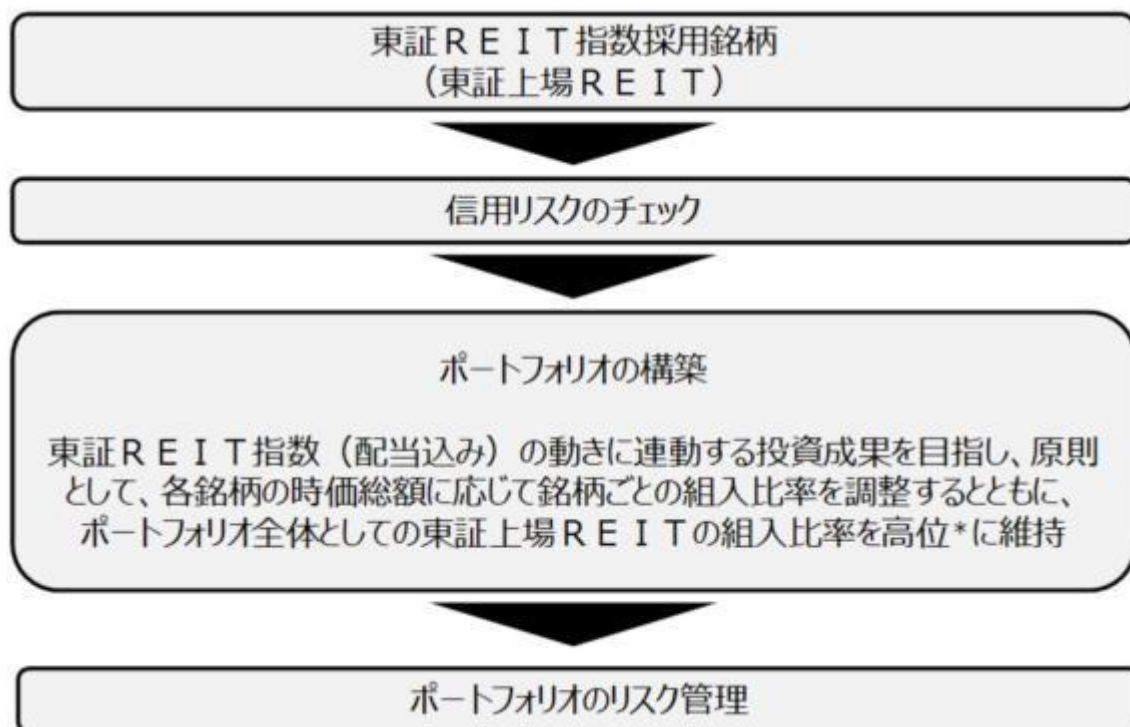 東証ＲＥＩＴ指数採用銘柄
（東証上場ＲＥＩＴ）
信用リスクのチェック
ポートフォリオの構築
東証ＲＥＩＴ指数（配当込み）の動きに連動する投資成果を目指し、原則
として、各銘柄の時価総額に応じて銘柄ごとの組入比率を調整するとともに、
ポートフォリオ全体としての東証上場ＲＥＩＴの組入比率を高位*に維持
ポートフォリオのリスク管理